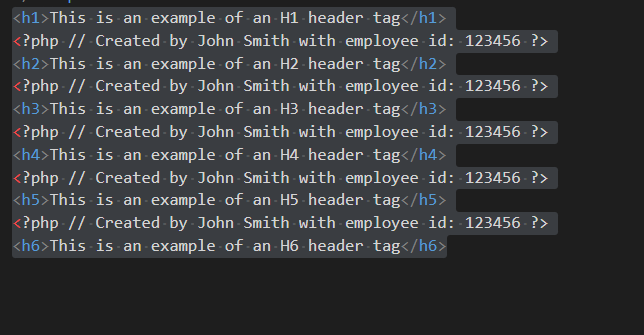 <h1>This is an example of an H1 header tag</h1>
<?php // Created by John Smith with employee id: 123456 ?>
<h2>This is an example of an H2 header tag</h2>
<?php // Created by John Smith with employee id: 123456 ?>
<h3>This is an example of an H3 header tag</h3>
<?php // Created by John Smith with employee id: 123456 ?>
<h4>This is an example of an H4 header tag</h4>
<?php // Created by John Smith with employee id: 123456 ?>
<h5>This is an example of an H5 header tag</h5>
<?php // Created by John Smith with employee id: 123456 ?>
<h6>This is an example of an H6 header tag</h6>